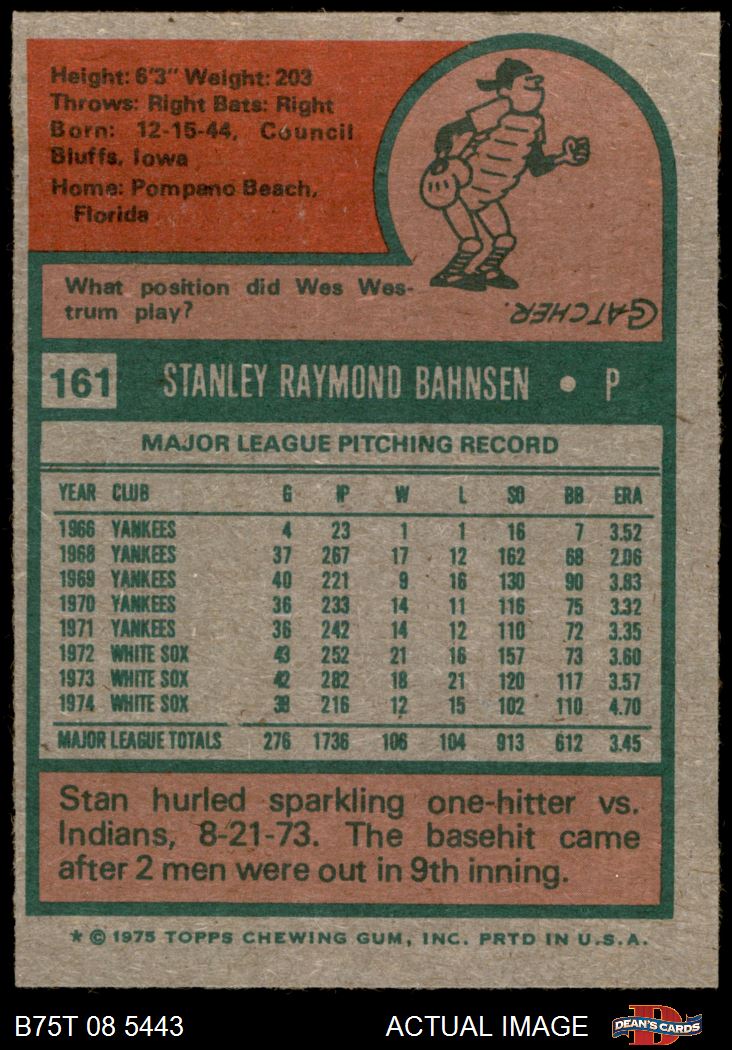 Height: 6'3" Weight: 203
Throws: Right Bats: Right
Born: 12-15-44, Council
Bluffs, Iowa
Home: Pompano Beach,
Florida
What position did Wes Wes-
trum play?
CATCHER.
161 STANLEY RAYMOND BAHNSEN • P
MAJOR LEAGUE PITCHING RECORD
YEAR CLUB G IP W L SO BB ERA
1966 YANKEES 4 23 1 1 16 7 3.52
1968 YANKEES 37 267 17 12 162 68 2.06
1969 YANKEES 40 221 9 16 130 90 3.83
1970 YANKEES 36 233 14 11 116 75 3.32
1971 YANKEES 36 242 14 12 110 72 3.35
1972 WHITE SOX 43 252 21 16 157 73 3.60
1973 WHITE SOX 42 282 18 21 120 117 3.57
1974 WHITE SOX 38 216 12 15 102 110 4.70
MAJOR LEAGUE TOTALS 276 1736 106 104 913 612 3.45
Stan hurled sparkling one-hitter vs.
Indians, 8-21-73. The basehit came
after 2 men were out in 9th inning.
* © 1975 TOPPS CHEWING GUM, INC. PRTD IN U.S.A.
B75T 08 5443 ACTUAL IMAGE DEAN'S CARDS